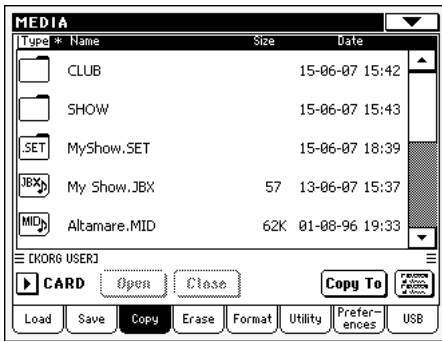 MEDIA
Type * Name Size Date
CLUB 15-06-07 15:42
SHOW 15-06-07 15:43
.SET MyShow.SET 15-06-07 18:39
JBX My Show.JBX 57 13-06-07 15:37
MID Altamare.MID 62K 01-08-96 19:33
[KORG USER]
CARD Open Close Copy To
Load Save Copy Erase Format Utility Prefer-
ences USB